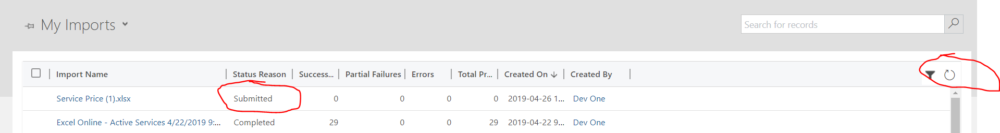 My Imports
Search for records
Import Name Status Reason Success... Partial Failures Errors Total Pr... Created On Created By
Service Price (1).xlsx Submitted 0 0 0 0 2019-04-26 1... Dev One
Excel Online - Active Services 4/22/2019 9:... Completed 29 0 0 29 2019-04-22 9... Dev One